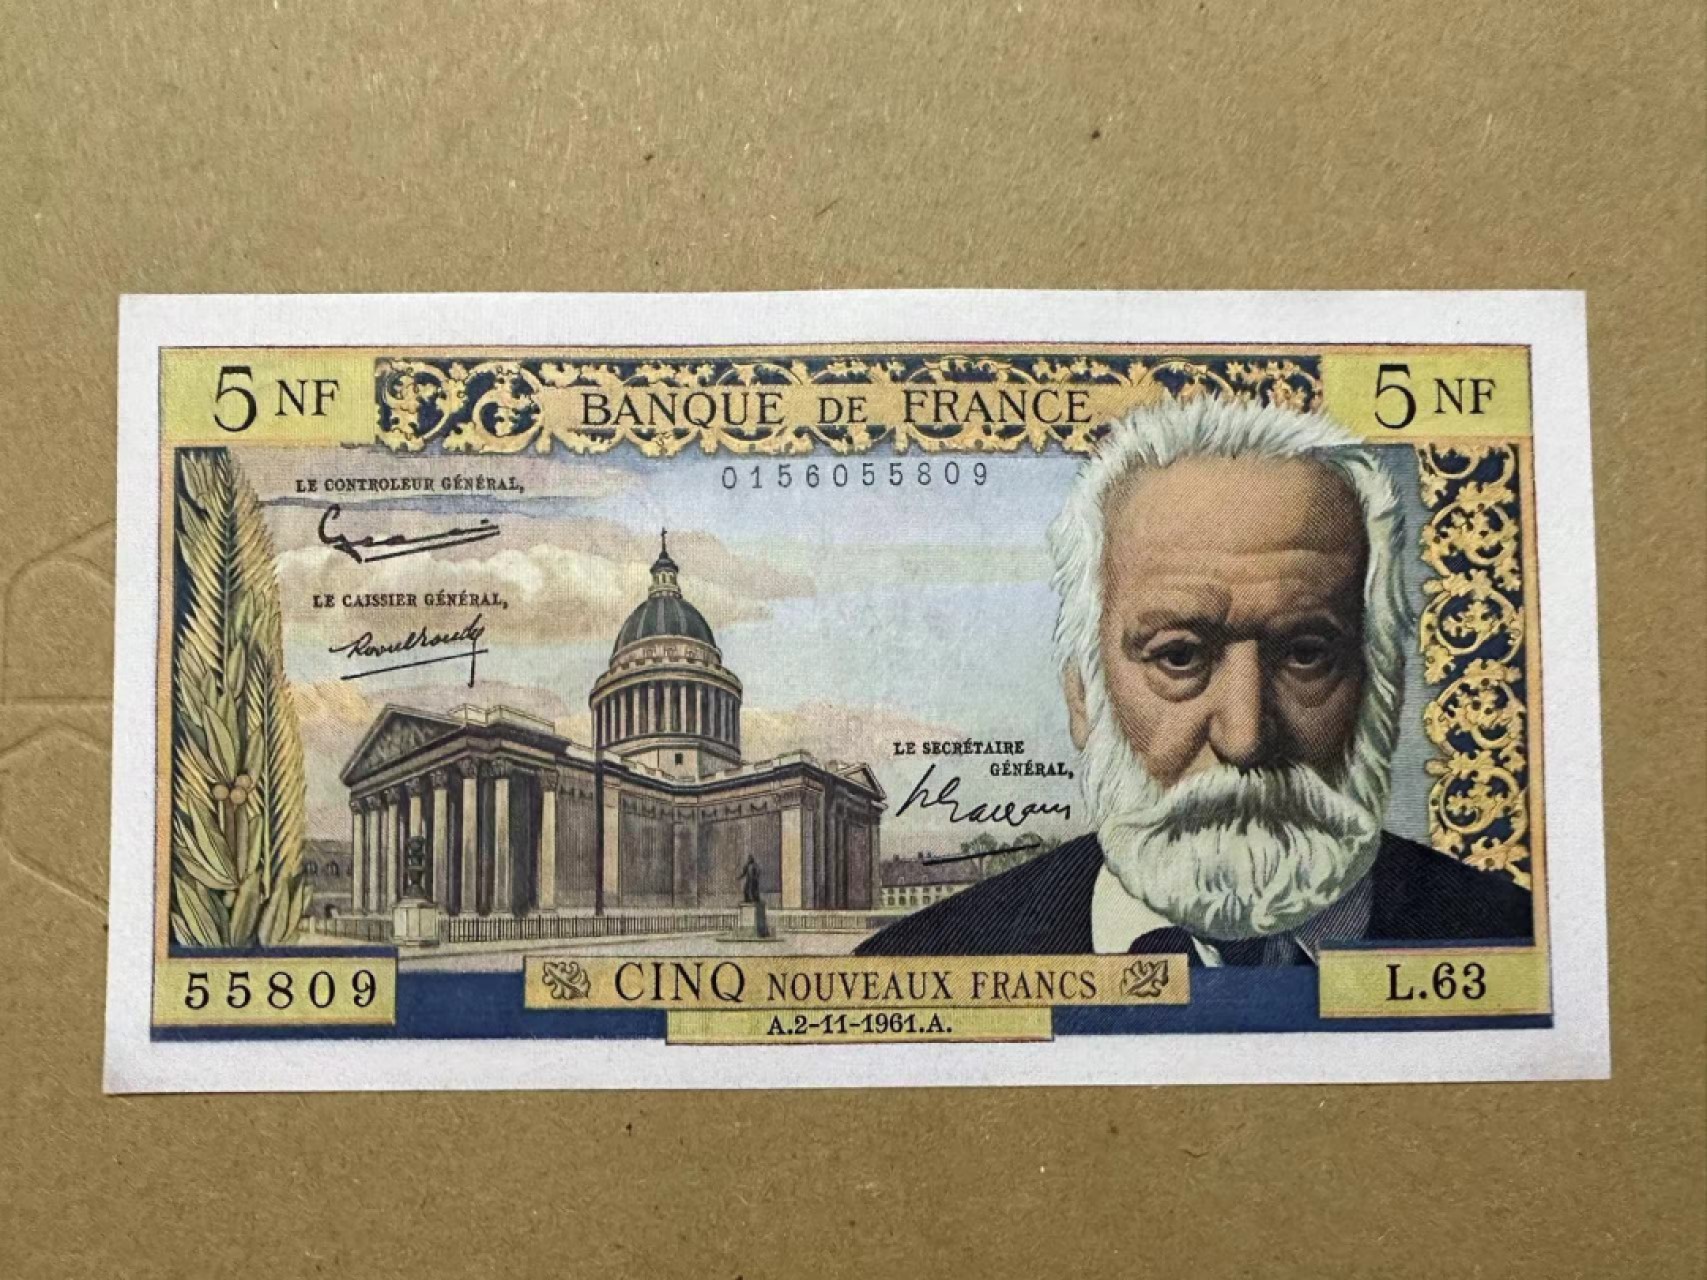 5 NF
BANQUE DE FRANCE
5 NF
0156055809
LE CONTROLEUR GÉNÉRAL,
LE CAISSIER GÉNÉRAL,
LE SECRÉTAIRE
GÉNÉRAL,
55809
CINQ NOUVEAUX FRANCS
L.63
A.2-11-1961.A.